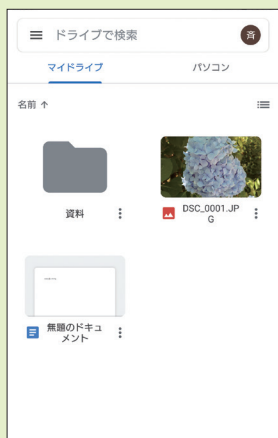 ドライブで検索
斉
マイドライブ
パソコン
名前 ↑
資料
DSC_0001.JP
G
無題のドキュ
メント